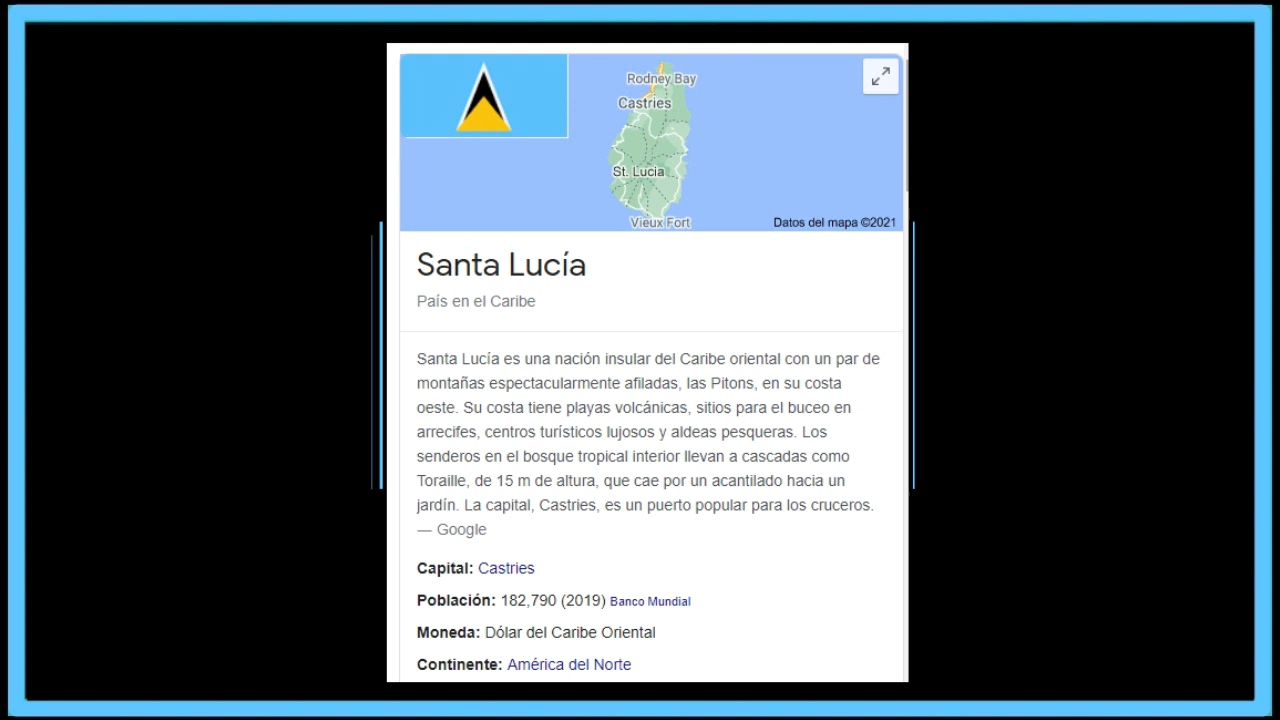 Rodney Bay
Castries
St. Lucia
Vieux Fort
Datos del mapa ©2021
Santa Lucía
País en el Caribe
Santa Lucía es una nación insular del Caribe oriental con un par de
montañas espectacularmente afiladas, las Pitons, en su costa
oeste. Su costa tiene playas volcánicas, sitios para el buceo en
arrecifes, centros turísticos lujosos y aldeas pesqueras. Los
senderos en el bosque tropical interior llevan a cascadas como
Toraille, de 15 m de altura, que cae por un acantilado hacia un
jardín. La capital, Castries, es un puerto popular para los cruceros.
— Google
Capital: Castries
Población: 182,790 (2019) Banco Mundial
Moneda: Dólar del Caribe Oriental
Continente: América del Norte